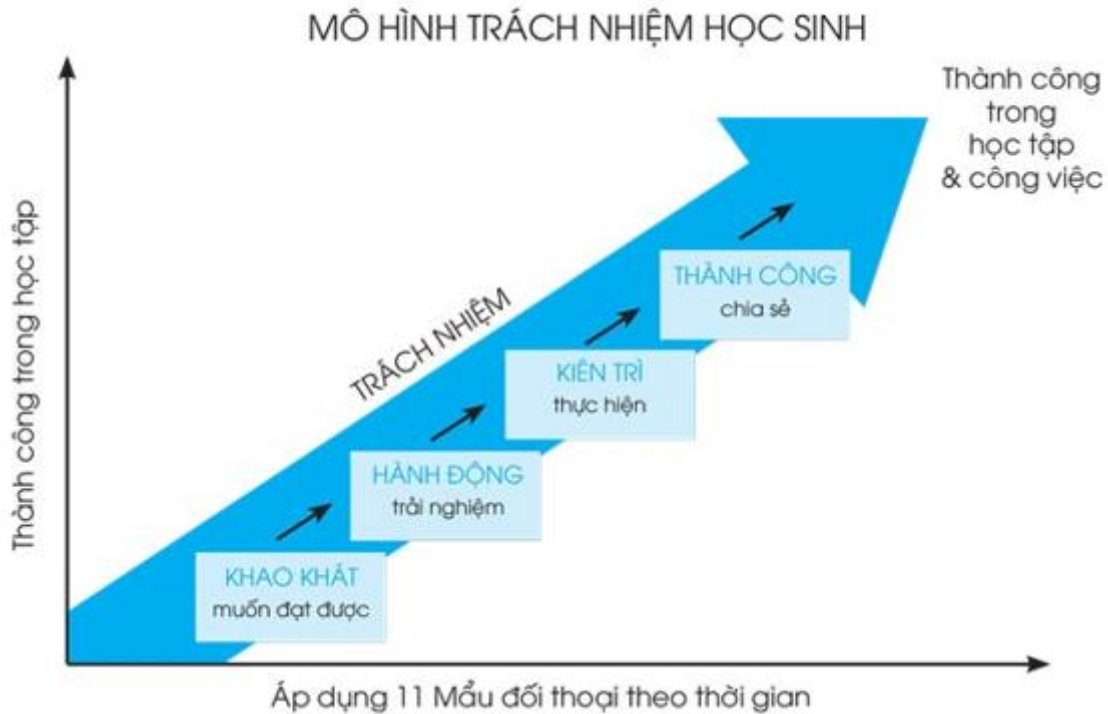 MÔ HÌNH TRÁCH NHIỆM HỌC SINH
Thành công
trong
học tập
& công việc
Thành công trong học tập
TRÁCH NHIỆM
THÀNH CÔNG
chia sẻ
KIÊN TRÌ
thực hiện
HÀNH ĐỘNG
trải nghiệm
KHAO KHÁT
muốn đạt được
Áp dụng 11 Mẩu đối thoại theo thời gian